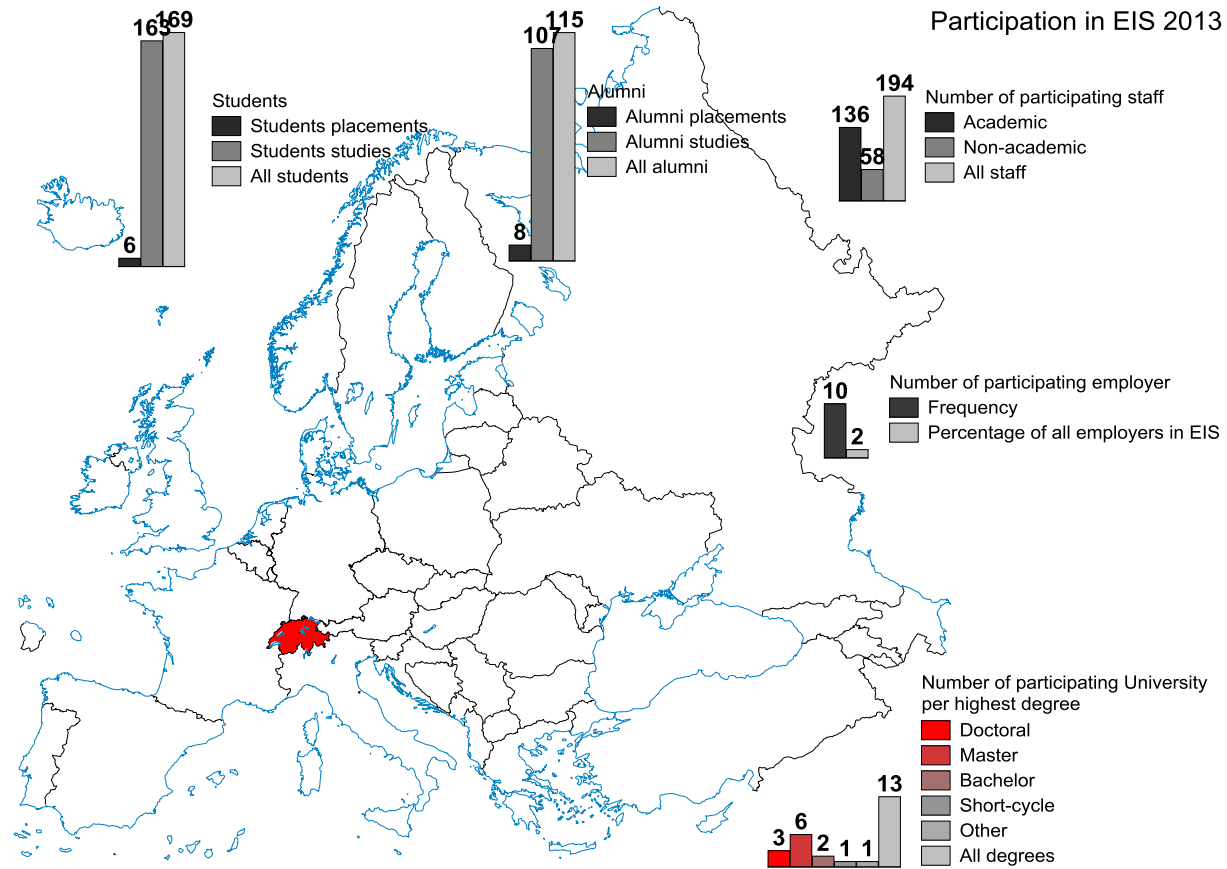 Participation in EIS 2013
163
169
6
Students
Students placements
Students studies
All students
107
115
8
Alumni
Alumni placements
Alumni studies
All alumni
136
58
194
Number of participating staff
Academic
Non-academic
All staff
10
2
Number of participating employer
Frequency
Percentage of all employers in EIS
Number of participating University
per highest degree
Doctoral
Master
Bachelor
Short-cycle
Other
All degrees
3
6
2
1
1
13